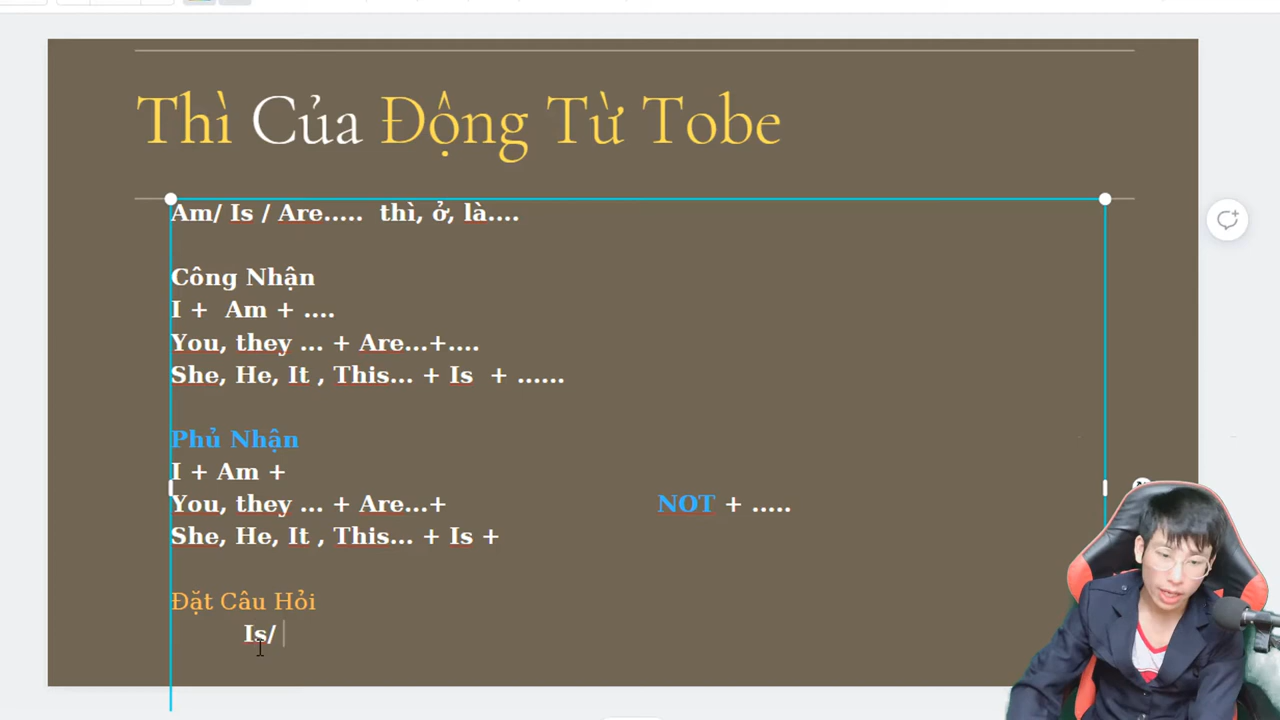 Thì Của Động Từ Tobe
Am/ Is / Are.....  thì, ở, là....
Công Nhận
I +  Am + ....
You, they ... + Are...+....
She, He, It , This... + Is  + ......
Phủ Nhận
I + Am +
You, they ... + Are...+ NOT + .....
She, He, It , This... + Is +
Đặt Câu Hỏi
Is/